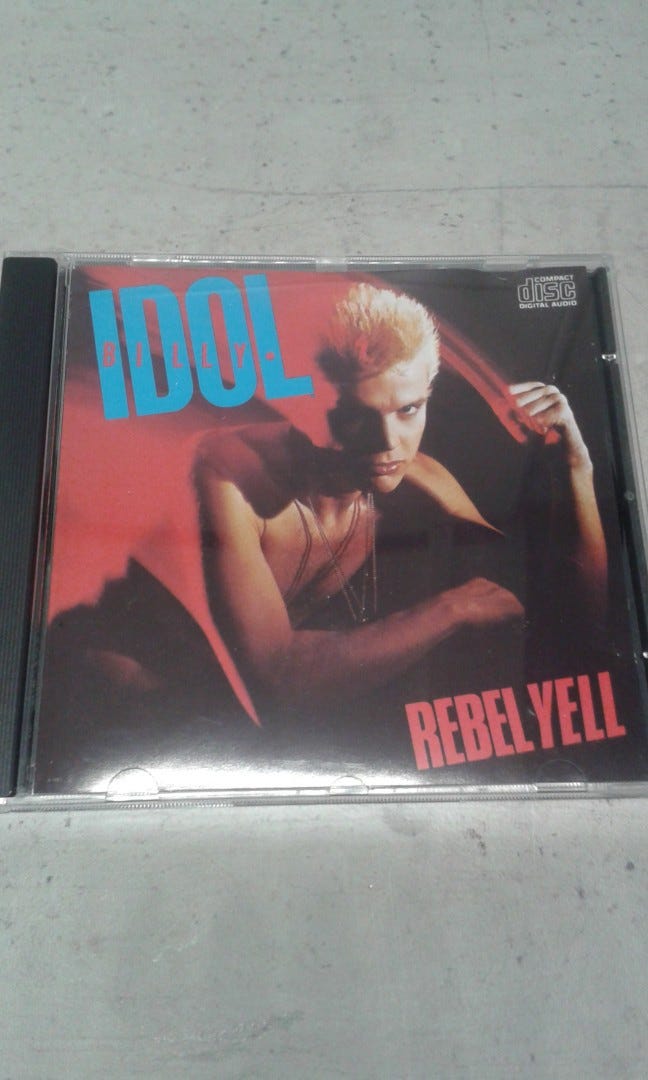 IDOL
BILLY
COMPACT
disc
DIGITAL AUDIO
REBEL YELL